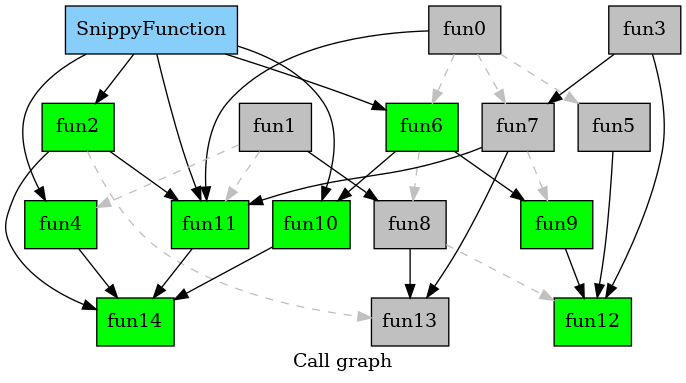 SnippyFunction fun0 fun3
fun2 fun1 fun6 fun7 fun5
fun4 fun11 fun10 fun8 fun9
fun14 fun13 fun12
Call graph